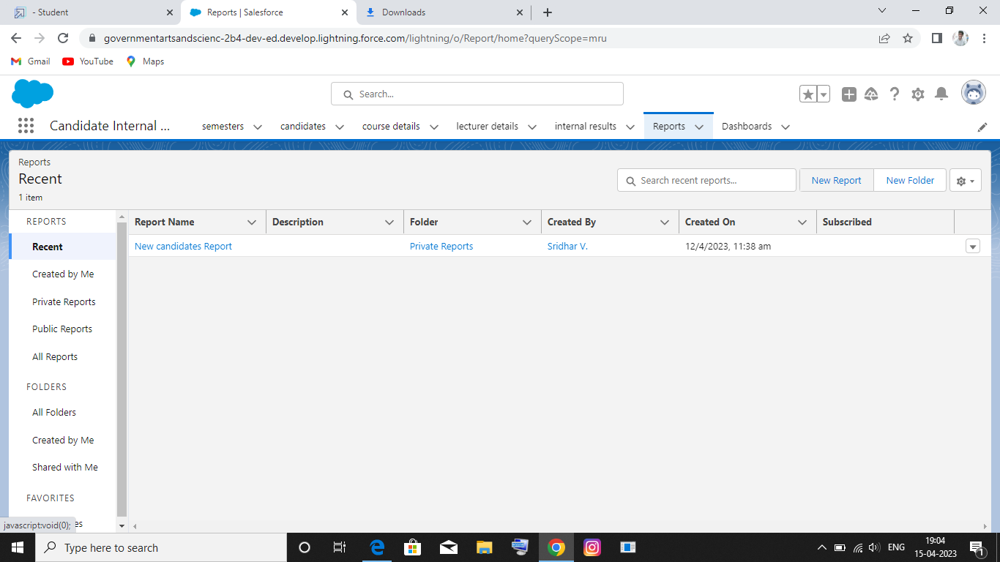 - Student
Reports | Salesforce
Downloads
governmentartsandscienc-2b4-dev-ed.develop.lightning.force.com/lightning/o/Report/home?queryScope=mru
Gmail
YouTube
Maps
Search...
Candidate Internal ...
semesters
candidates
course details
lecturer details
internal results
Reports
Dashboards
Reports
Recent
1 item
Search recent reports...
New Report
New Folder
REPORTS
Recent
Created by Me
Private Reports
Public Reports
All Reports
FOLDERS
All Folders
Created by Me
Shared with Me
FAVORITES
Report Name
Description
Folder
Created By
Created On
Subscribed
New candidates Report
Private Reports
Sridhar V.
12/4/2023, 11:38 am
javascript:void(0);
Type here to search
ENG
19:04
15-04-2023
1